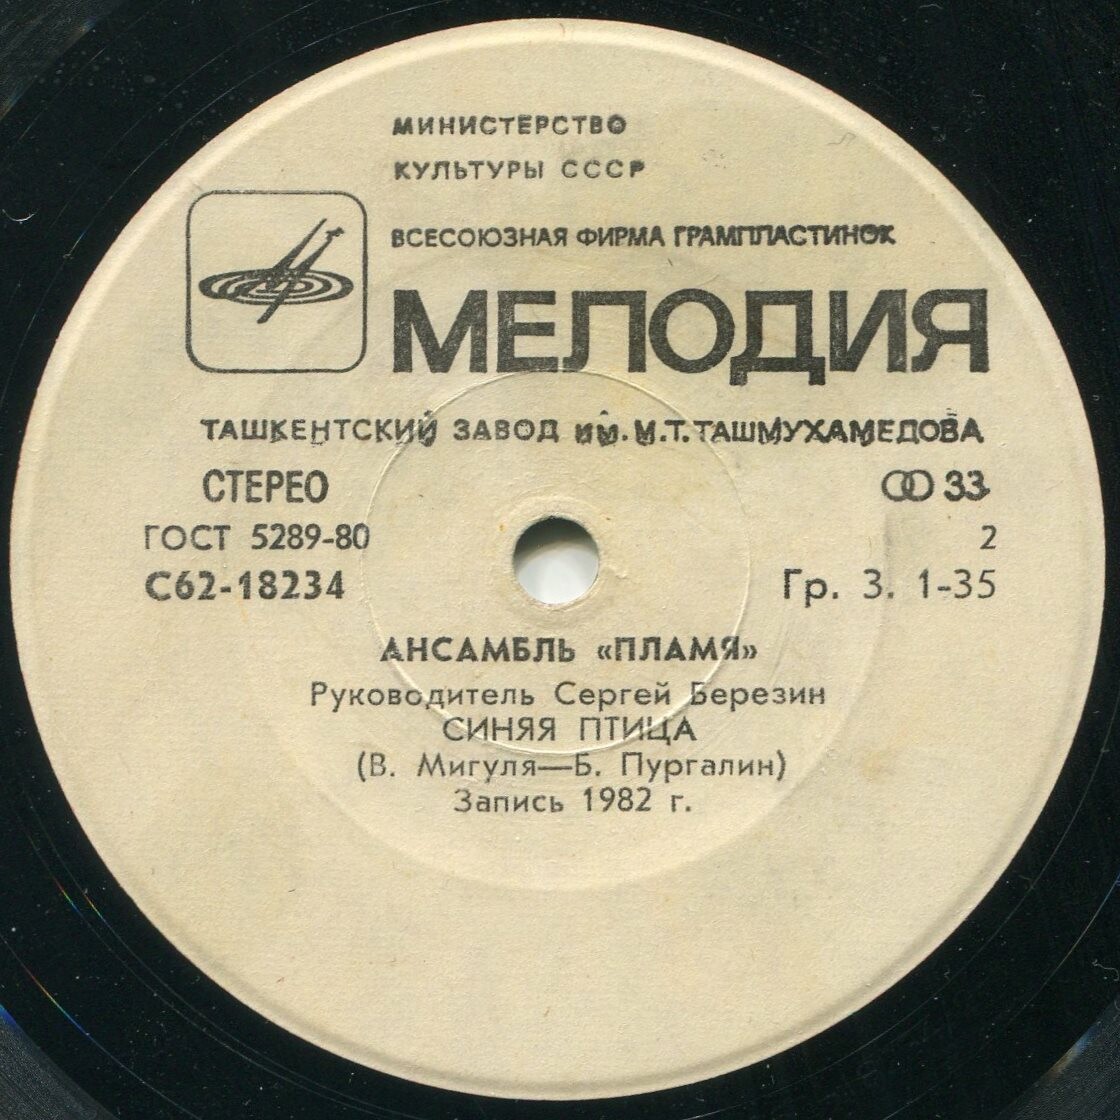 МИНИСТЕРСТВО
КУЛЬТУРЫ СССР
ВСЕСОЮЗНАЯ ФИРМА ГРАМПЛАСТИНОК
МЕЛОДИЯ
ТАШКЕНТСКИЙ ЗАВОД им. М.Т.ТАШМУХАМЕДОВА
СТЕРЕО 33
ГОСТ 5289-80 2
С62-18234 Гр. 3. 1-35
АНСАМБЛЬ «ПЛАМЯ»
Руководитель Сергей Березин
СИНЯЯ ПТИЦА
(В. Мигуля—Б. Пургалин)
Запись 1982 г.